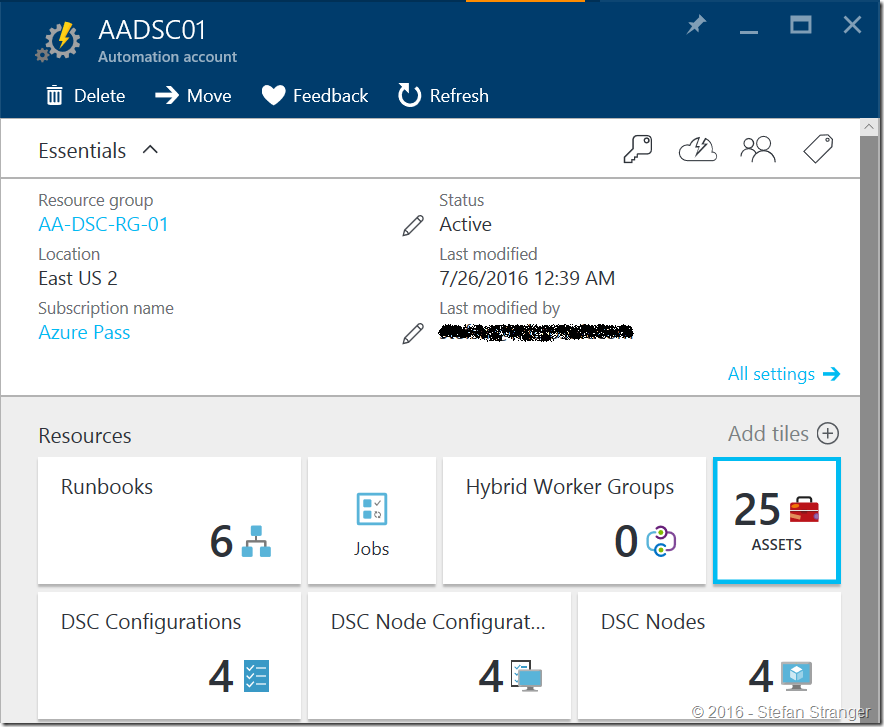 AADSC01
Automation account
Delete Move Feedback Refresh
Essentials
Resource group
AA-DSC-RG-01
Location
East US 2
Subscription name
Azure Pass
Status
Active
Last modified
7/26/2016 12:39 AM
Last modified by
All settings
Resources
Add tiles
Runbooks
6
Jobs
Hybrid Worker Groups
0
25
ASSETS
DSC Configurations
4
DSC Node Configurat...
4
DSC Nodes
4
© 2016 - Stefan Stranger